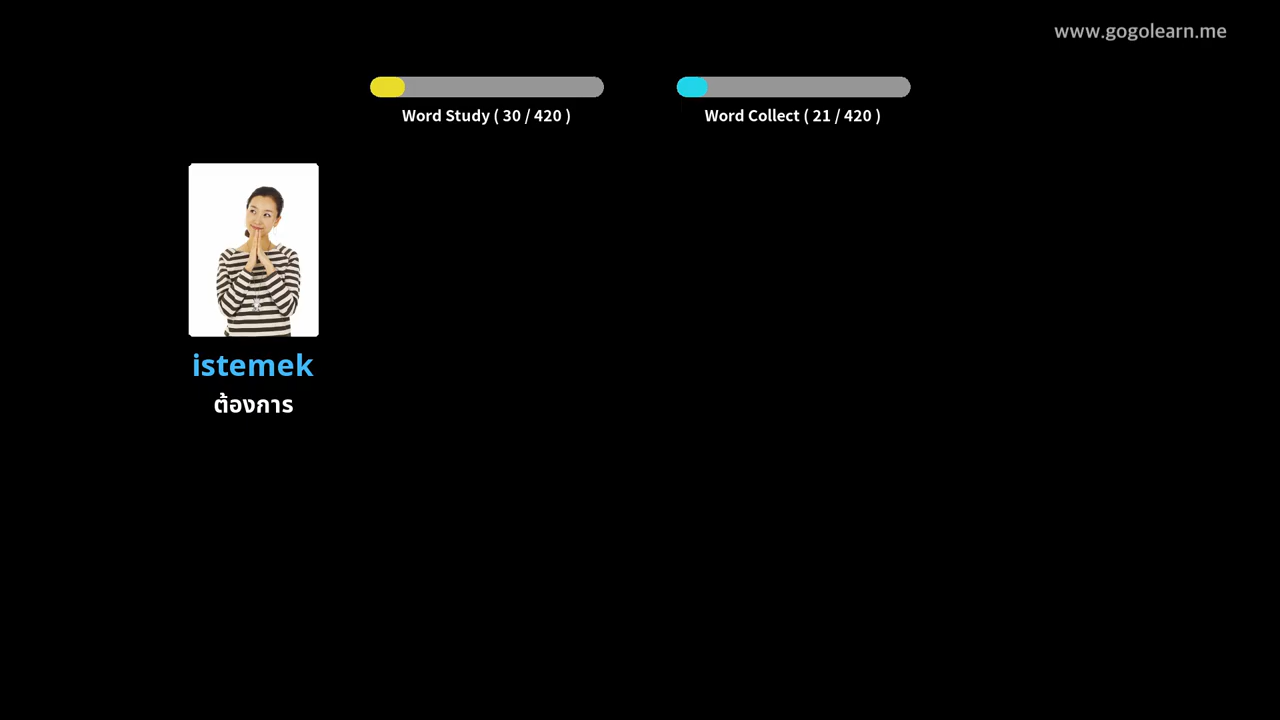 www.gogolearn.me
Word Study ( 30 / 420 )
Word Collect ( 21 / 420 )
istemek
ต้องการ